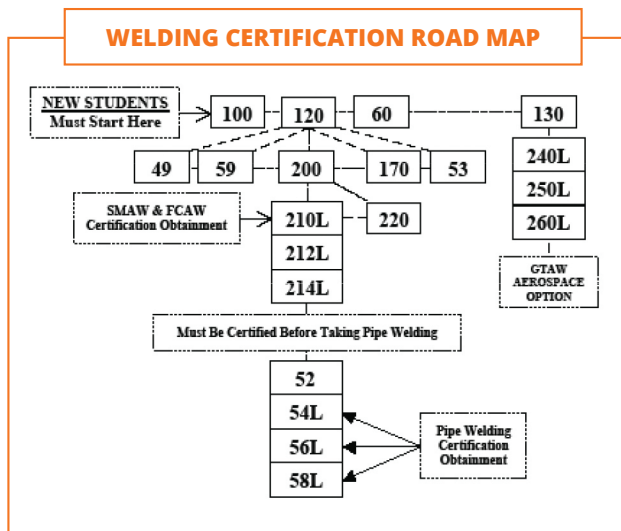 WELDING CERTIFICATION ROAD MAP
NEW STUDENTS
Must Start Here
100
120
60
130
49
59
200
170
53
240L
250L
260L
SMAW & FCAW
Certification Obtainment
210L
220
212L
214L
GTAW
AEROSPACE
OPTION
Must Be Certified Before Taking Pipe Welding
52
54L
56L
58L
Pipe Welding
Certification
Obtainment